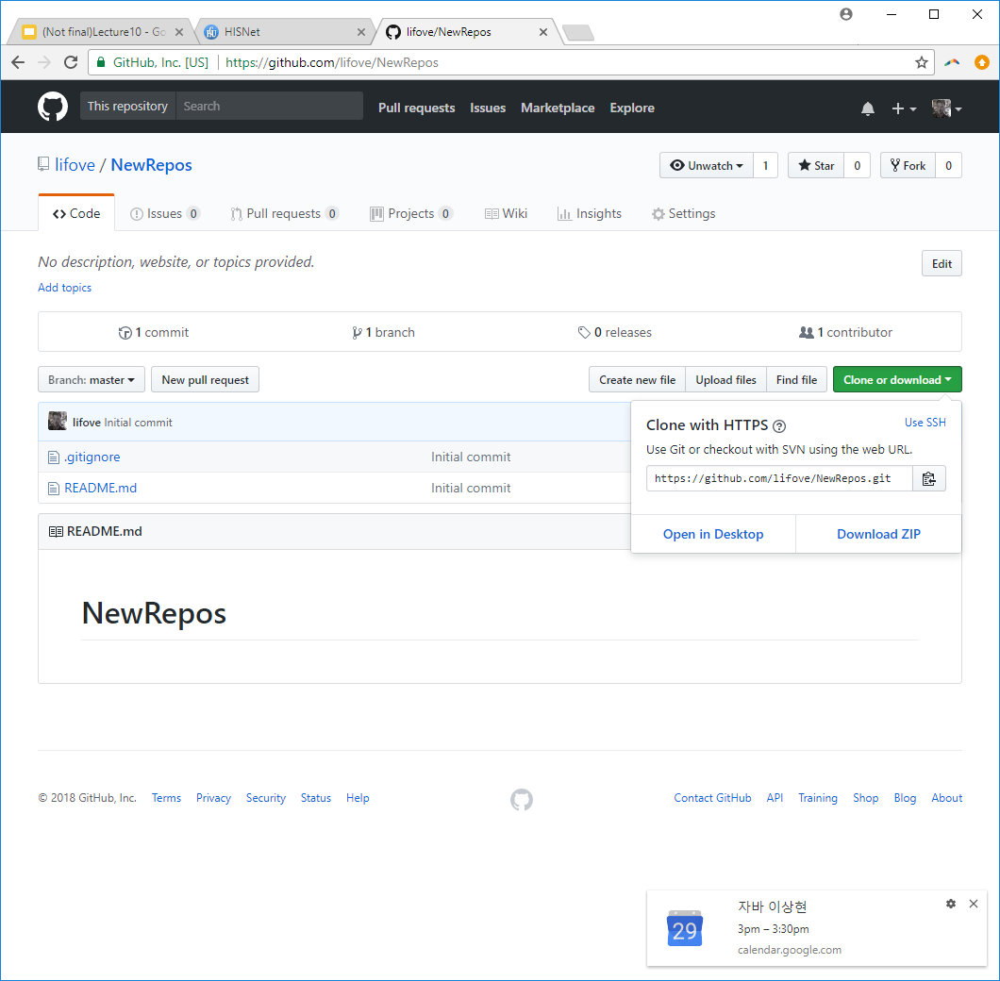 (Not final)Lecture10 - Go
HISNet
lifove/NewRepos
GitHub, Inc. [US] https://github.com/lifove/NewRepos
This repository Search Pull requests Issues Marketplace Explore
lifove / NewRepos Unwatch 1 Star 0 Fork 0
Code Issues 0 Pull requests 0 Projects 0 Wiki Insights Settings
No description, website, or topics provided. Edit
Add topics
1 commit 1 branch 0 releases 1 contributor
Branch: master New pull request Create new file Upload files Find file Clone or download
lifove Initial commit
.gitignore Initial commit
README.md Initial commit
Clone with HTTPS ? Use SSH
Use Git or checkout with SVN using the web URL.
https://github.com/lifove/NewRepos.git
Open in Desktop Download ZIP
README.md
NewRepos
© 2018 GitHub, Inc. Terms Privacy Security Status Help Contact GitHub API Training Shop Blog About
29
자바 이상현
3pm – 3:30pm
calendar.google.com